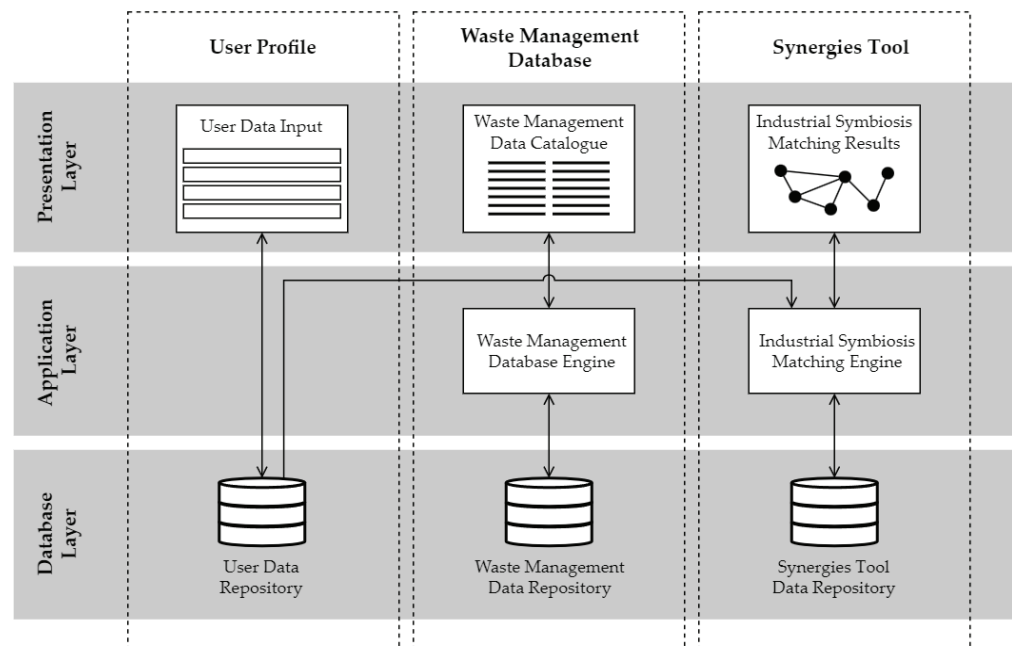 User Profile
Waste Management
Database
Synergies Tool
Presentation
Layer
User Data Input
Waste Management
Data Catalogue
Industrial Symbiosis
Matching Results
Application
Layer
Waste Management
Database Engine
Industrial Symbiosis
Matching Engine
Database
Layer
User Data
Repository
Waste Management
Data Repository
Synergies Tool
Data Repository